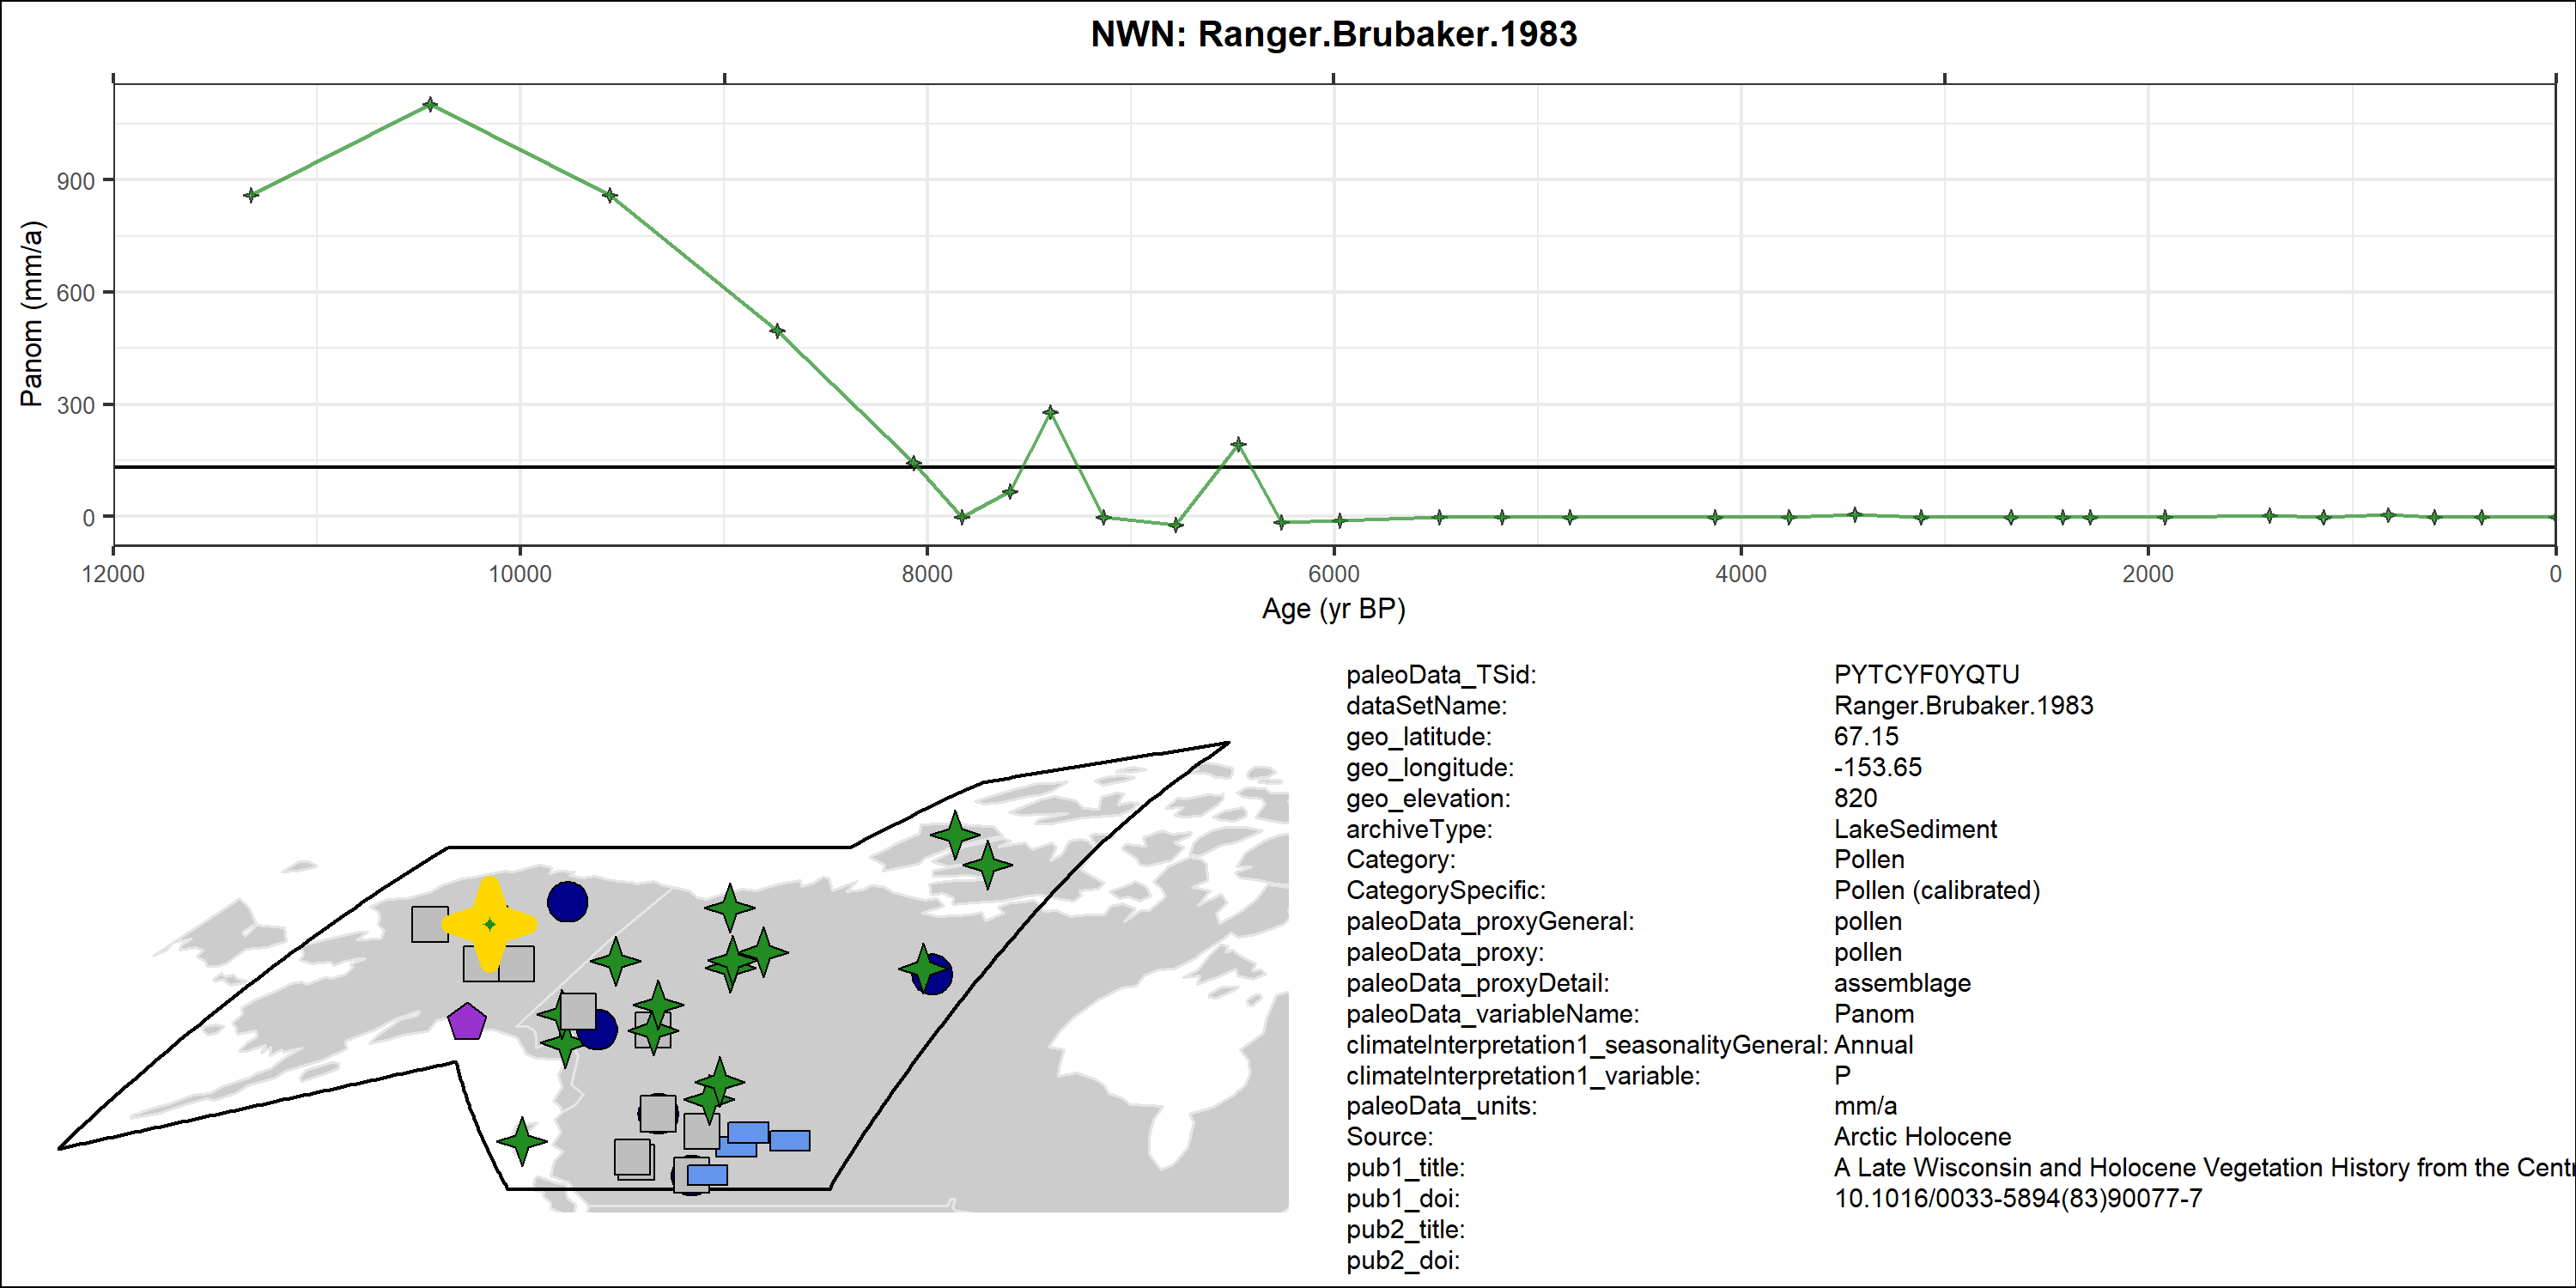 NWN: Ranger.Brubaker.1983
Panom (mm/a)
900
600
300
0
12000 10000 8000 6000 4000 2000 0
Age (yr BP)
paleoData_TSid: PYTCYF0YQTU
dataSetName: Ranger.Brubaker.1983
geo_latitude: 67.15
geo_longitude: -153.65
geo_elevation: 820
archiveType: LakeSediment
Category: Pollen
CategorySpecific: Pollen (calibrated)
paleoData_proxyGeneral: pollen
paleoData_proxy: pollen
paleoData_proxyDetail: assemblage
paleoData_variableName: Panom
climateInterpretation1_seasonalityGeneral: Annual
climateInterpretation1_variable: P
paleoData_units: mm/a
Source: Arctic Holocene
pub1_title: A Late Wisconsin and Holocene Vegetation History from the Cent
pub1_doi: 10.1016/0033-5894(83)90077-7
pub2_title:
pub2_doi: